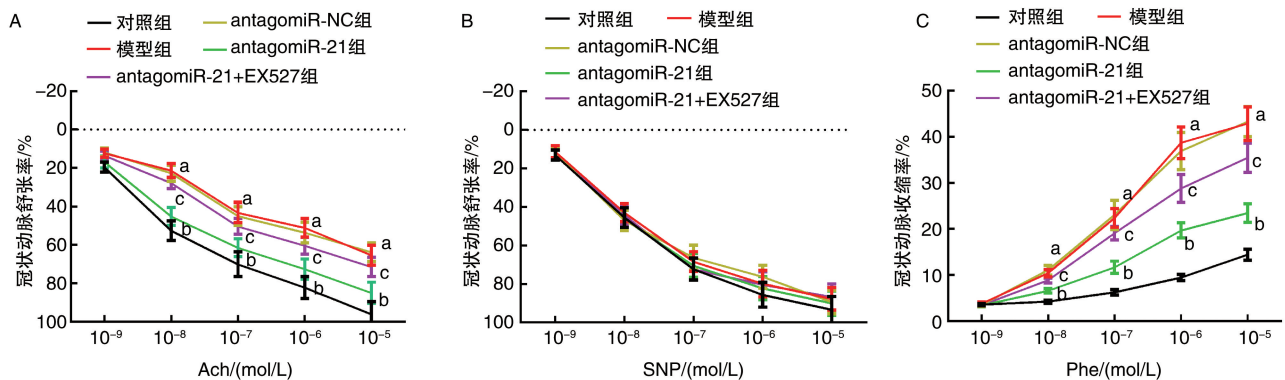 A
对照组 antagomiR-NC组
模型组 antagomiR-21组
antagomiR-21+EX527组
冠状动脉舒张率/%
−20
0
20
40
60
80
100
a
c
b
a
c
b
a
c
b
a
c
b
10−9 10−8 10−7 10−6 10−5
Ach/(mol/L)
B
对照组 模型组
antagomiR-NC组
antagomiR-21组
antagomiR-21+EX527组
冠状动脉舒张率/%
−20
0
20
40
60
80
100
10−9 10−8 10−7 10−6 10−5
SNP/(mol/L)
C
对照组 模型组
antagomiR-NC组
antagomiR-21组
antagomiR-21+EX527组
冠状动脉收缩率/%
50
40
30
20
10
0
a
c
b
a
c
b
a
c
b
a
c
b
10−9 10−8 10−7 10−6 10−5
Phe/(mol/L)